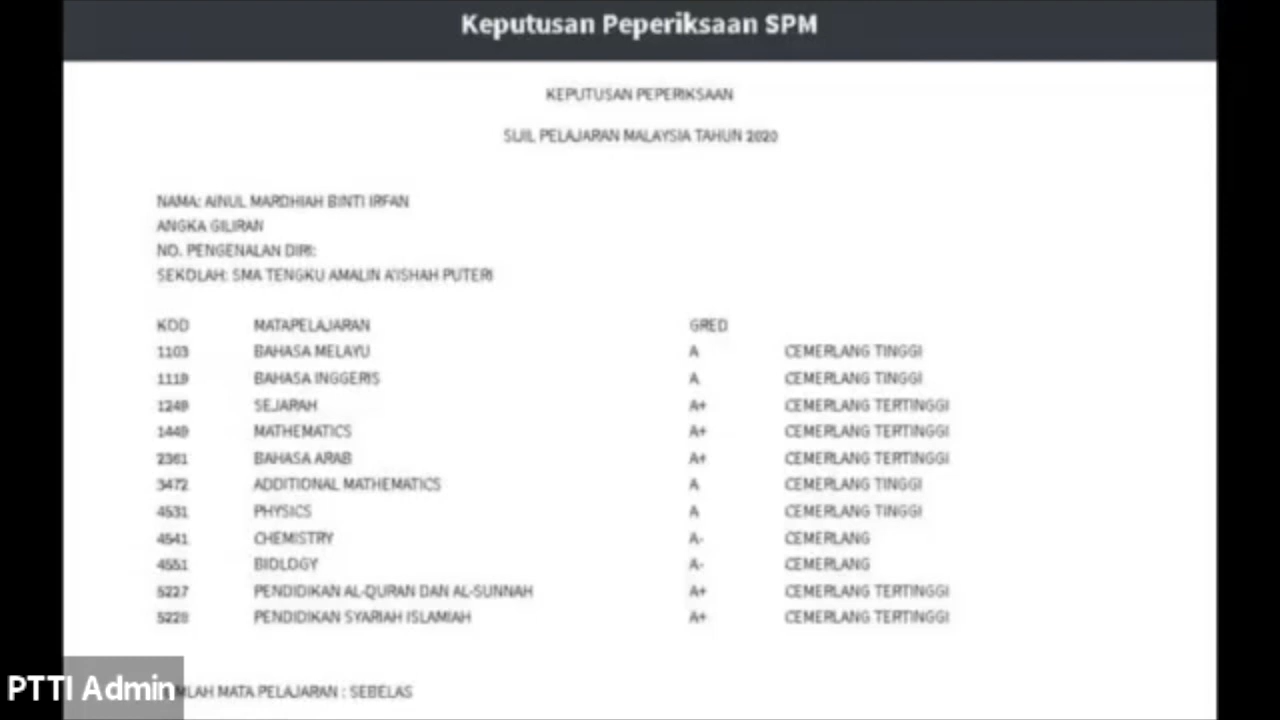 Keputusan Peperiksaan SPM
KEPUTUSAN PEPERIKSAAN
SIJIL PELAJARAN MALAYSIA TAHUN 2020
NAMA: AINUL MARDHIAH BINTI IRFAN
ANGKA GILIRAN
NO. PENGENALAN DIRI:
SEKOLAH: SMA TENGKU AMALIN A'ISHAH PUTERI
KOD MATAPELAJARAN GRED
1103 BAHASA MELAYU A CEMERLANG TINGGI
1119 BAHASA INGGERIS A CEMERLANG TINGGI
1249 SEJARAH A+ CEMERLANG TERTINGGI
1449 MATHEMATICS A+ CEMERLANG TERTINGGI
2361 BAHASA ARAB A+ CEMERLANG TERTINGGI
3472 ADDITIONAL MATHEMATICS A CEMERLANG TINGGI
4531 PHYSICS A CEMERLANG TINGGI
4541 CHEMISTRY A- CEMERLANG
4551 BIOLOGY A- CEMERLANG
5227 PENDIDIKAN AL-QURAN DAN AL-SUNNAH A+ CEMERLANG TERTINGGI
5228 PENDIDIKAN SYARIAH ISLAMIAH A+ CEMERLANG TERTINGGI
MLAH MATA PELAJARAN : SEBELAS
PTTI Admin